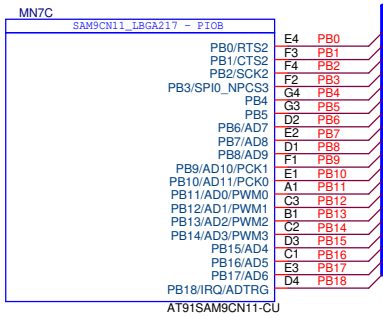 MN7C
SAM9CN11_LBGA217 - PIOB
PB0/RTS2 E4 PB0
PB1/CTS2 F3 PB1
PB2/SCK2 F4 PB2
PB3/SPI0_NPCS3 F2 PB3
PB4 G4 PB4
PB5 G3 PB5
PB6/AD7 D2 PB6
PB7/AD8 E2 PB7
PB8/AD9 D1 PB8
PB9/AD10/PCK1 F1 PB9
PB10/AD11/PCK0 E1 PB10
PB11/AD0/PWM0 A1 PB11
PB12/AD1/PWM1 C3 PB12
PB13/AD2/PWM2 B1 PB13
PB14/AD3/PWM3 C2 PB14
PB15/AD4 D3 PB15
PB16/AD5 C1 PB16
PB17/AD6 E3 PB17
PB18/IRQ/ADTRG D4 PB18
AT91SAM9CN11-CU